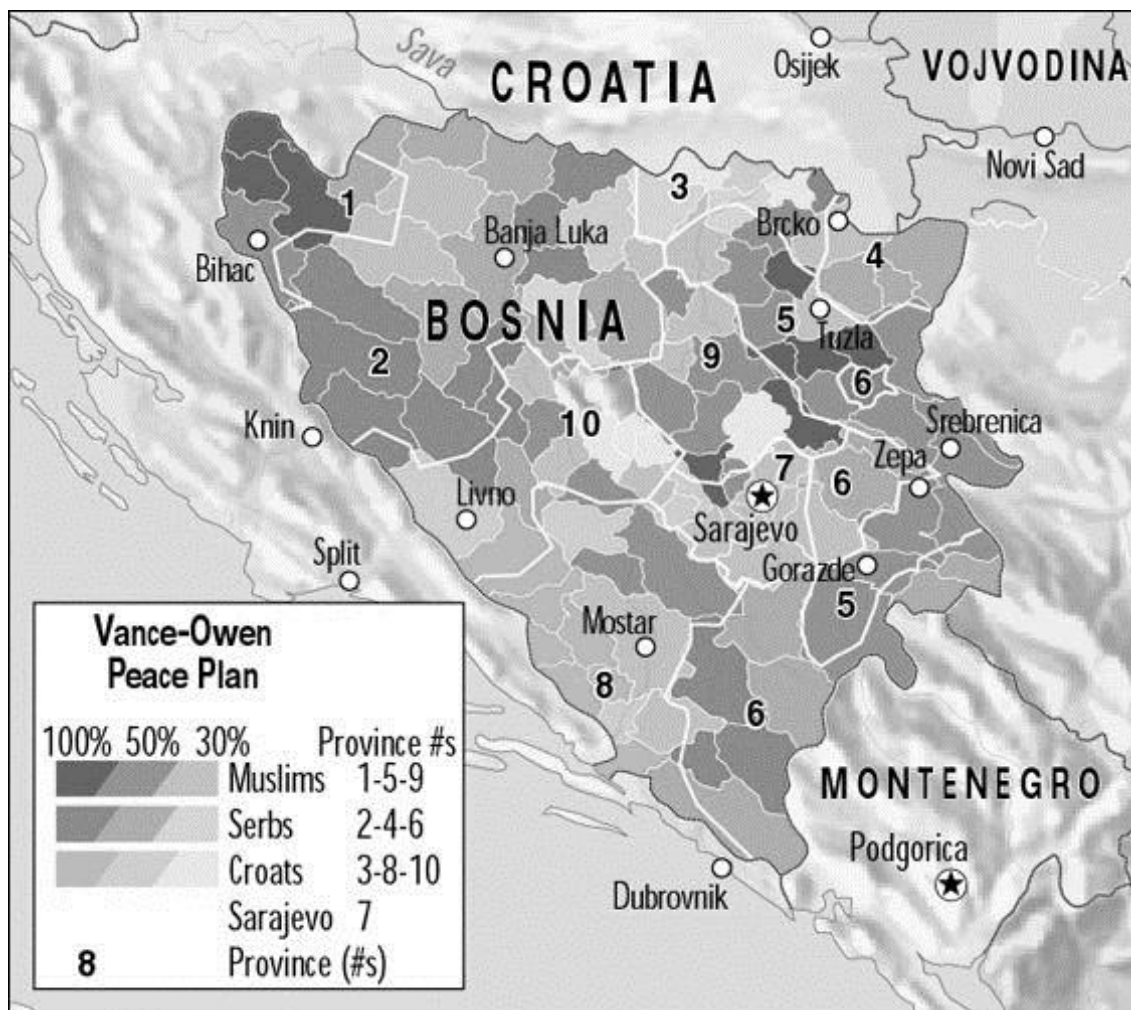 Sava
CROATIA
Osijek
VOJVODINA
Novi Sad
3
1
Banja Luka
Brcko
4
Bihac
BOSNIA
5
Tuzla
2
9
6
Knin
10
Srebrenica
Zepa
7
6
Livno
Sarajevo
Split
Gorazde
5
Mostar
8
6
MONTENEGRO
Podgorica
Dubrovnik
Vance-Owen
Peace Plan
100% 50% 30% Province #s
Muslims 1-5-9
Serbs 2-4-6
Croats 3-8-10
Sarajevo 7
8 Province (#s)